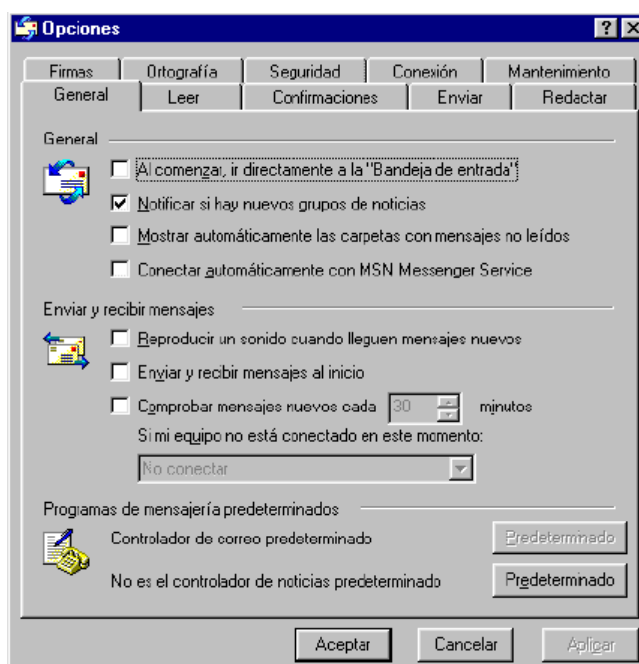 Opciones
Firmas Ortografía Seguridad Conexión Mantenimiento
General Leer Confirmaciones Enviar Redactar
General
Al comenzar, ir directamente a la "Bandeja de entrada"
Notificar si hay nuevos grupos de noticias
Mostrar automáticamente las carpetas con mensajes no leídos
Conectar automáticamente con MSN Messenger Service
Enviar y recibir mensajes
Reproducir un sonido cuando lleguen mensajes nuevos
Enviar y recibir mensajes al inicio
Comprobar mensajes nuevos cada 30 minutos
Si mi equipo no está conectado en este momento:
No conectar
Programas de mensajería predeterminados
Controlador de correo predeterminado Predeterminado
No es el controlador de noticias predeterminado Predeterminado
Aceptar Cancelar Aplicar